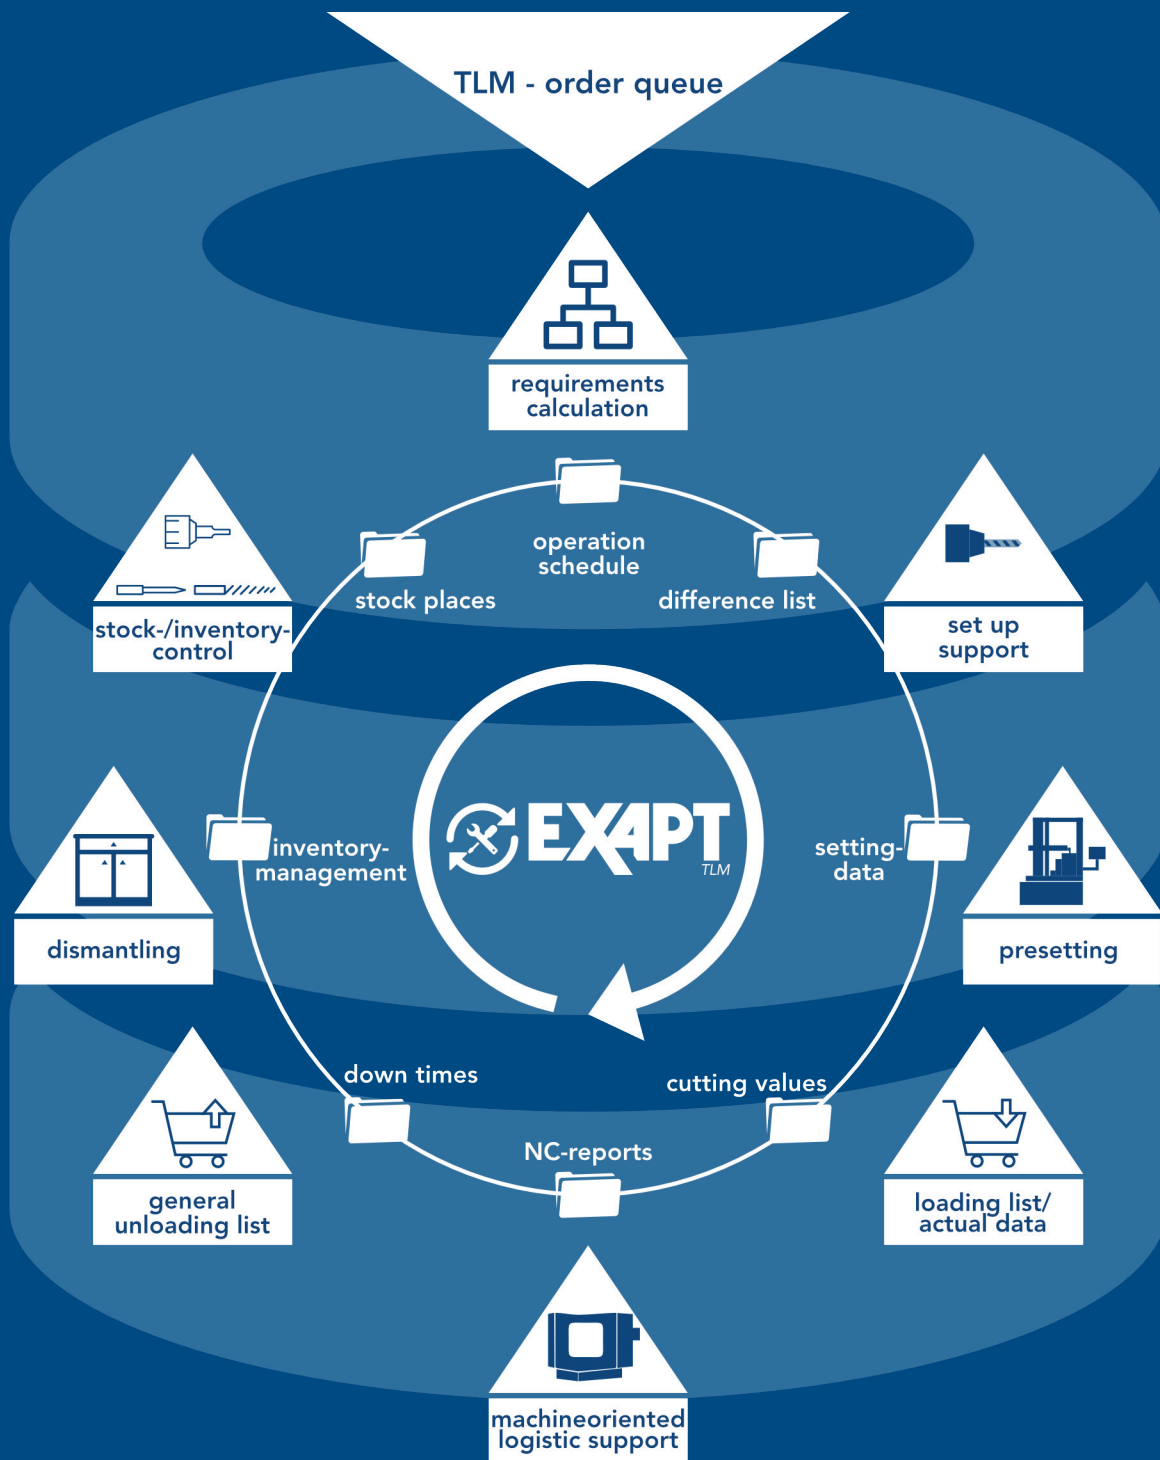 TLM - order queue
requirements
calculation
operation
schedule
stock places
difference list
stock-/inventory-
control
set up
support
EXAPT
TLM
inventory-
management
setting-
data
dismantling
presetting
down times
cutting values
NC-reports
general
unloading list
loading list/
actual data
machineoriented
logistic support